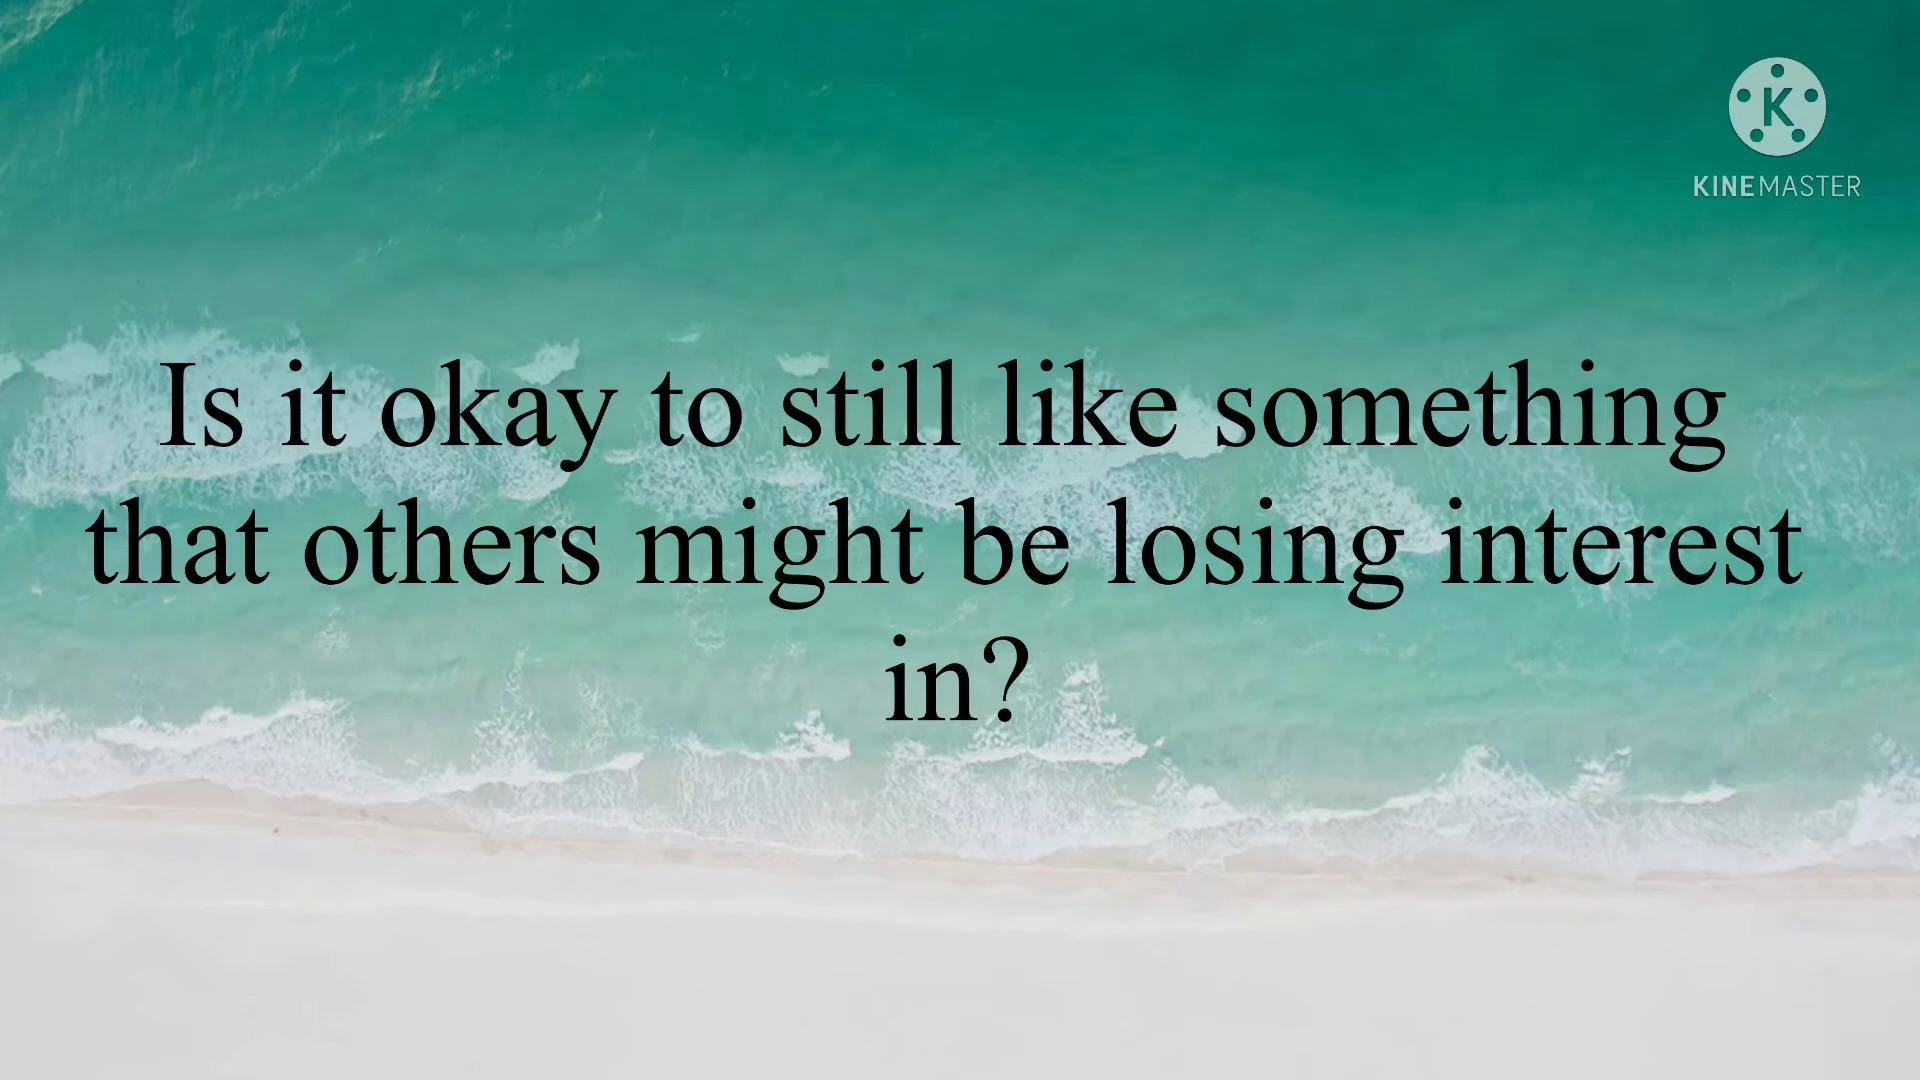 K
KINEMASTER
Is it okay to still like something
that others might be losing interest
in?